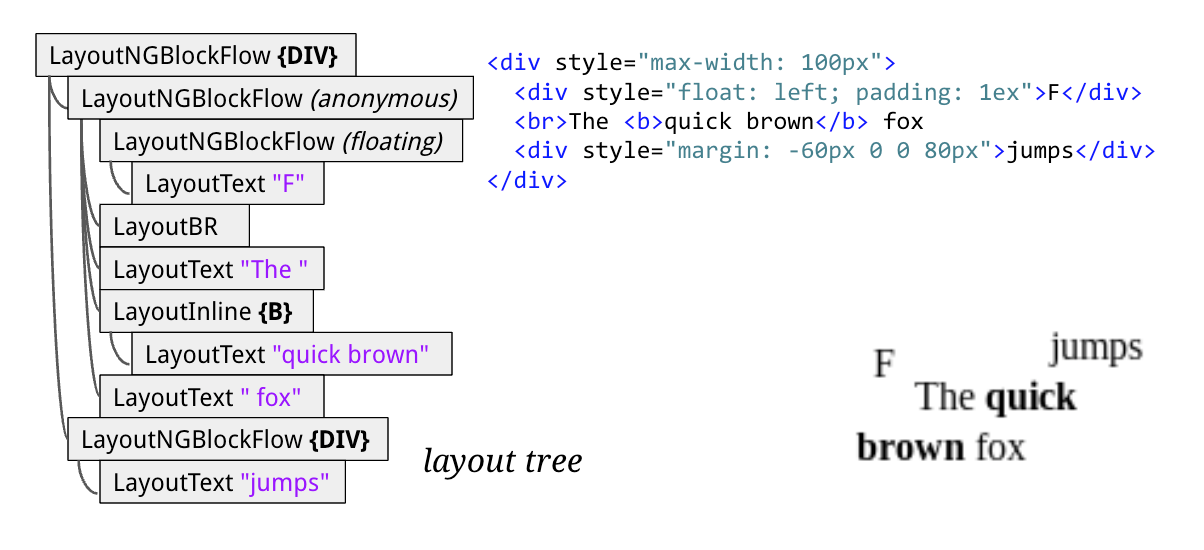 LayoutNGBlockFlow {DIV}
LayoutNGBlockFlow (anonymous)
LayoutNGBlockFlow (floating)
LayoutText "F"
LayoutBR
LayoutText "The "
LayoutInline {B}
LayoutText "quick brown"
LayoutText " fox"
LayoutNGBlockFlow {DIV}
LayoutText "jumps"
layout tree
<div style="max-width: 100px">
  <div style="float: left; padding: 1ex">F</div>
  <br>The <b>quick brown</b> fox
  <div style="margin: -60px 0 0 80px">jumps</div>
</div>
jumps
F
The quick
brown fox